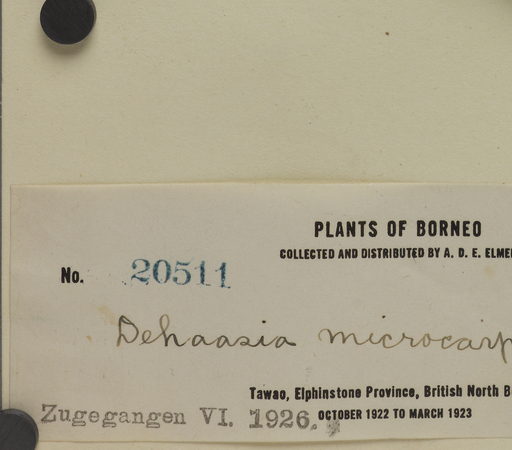 PLANTS OF BORNEO
COLLECTED AND DISTRIBUTED BY A. D. E. ELME
No. 20511
Dehaasia microcarp
Tawao, Elphinstone Province, British North B
Zugegangen VI. 1926. OCTOBER 1922 TO MARCH 1923